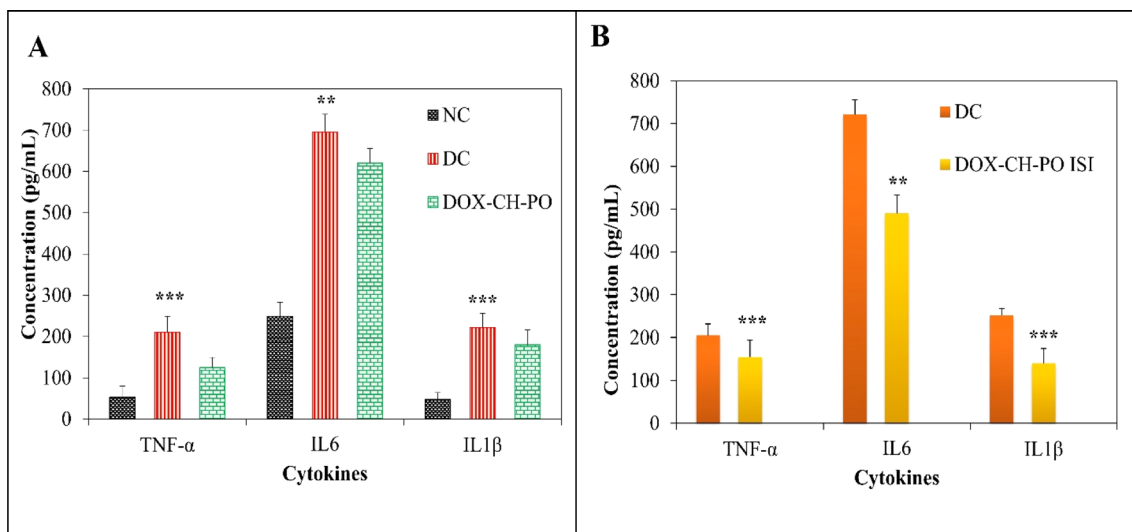 A
Concentration (pg/mL)
800
700
600
500
400
300
200
100
0
***
**
***
NC
DC
DOX-CH-PO
TNF-α IL6 IL1β
Cytokines
B
Concentration (pg/mL)
800
700
600
500
400
300
200
100
0
***
**
***
DC
DOX-CH-PO ISI
TNF-α IL6 IL1β
Cytokines